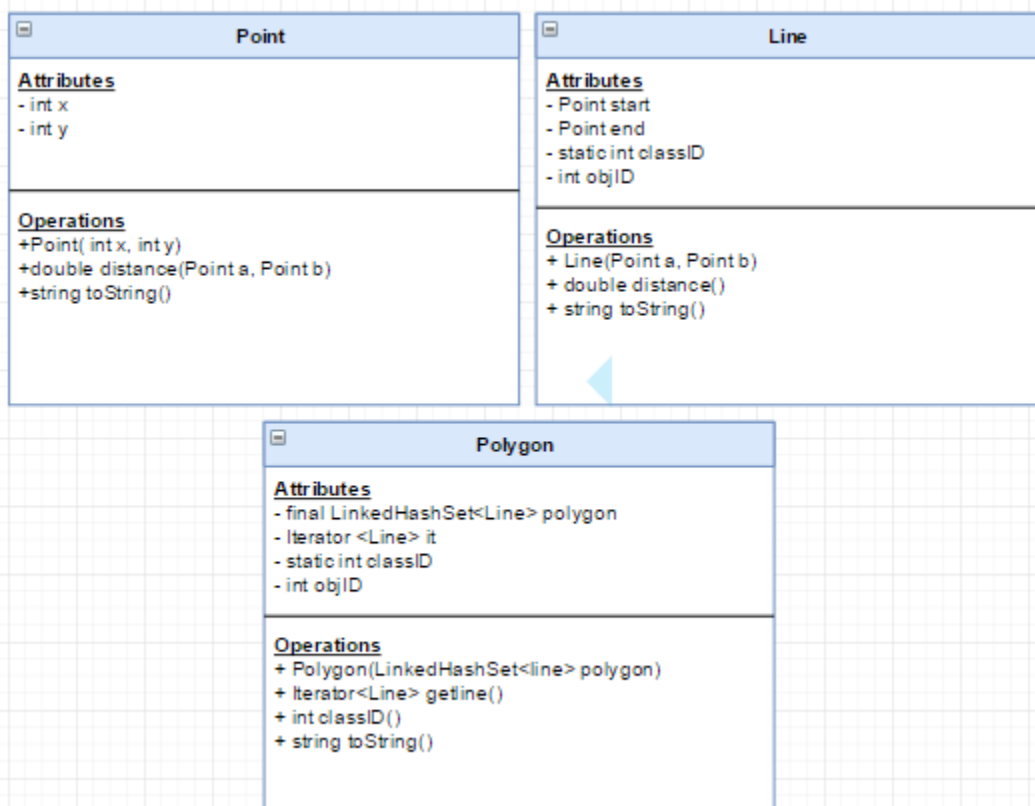 Point
Attributes
- int x
- int y
Operations
+Point( int x, int y)
+double distance(Point a, Point b)
+string toString()
Line
Attributes
- Point start
- Point end
- static int classID
- int objID
Operations
+ Line(Point a, Point b)
+ double distance()
+ string toString()
Polygon
Attributes
- final LinkedHashSet<Line> polygon
- Iterator <Line> it
- static int classID
- int objID
Operations
+ Polygon(LinkedHashSet<line> polygon)
+ Iterator<Line> getline()
+ int classID()
+ string toString()